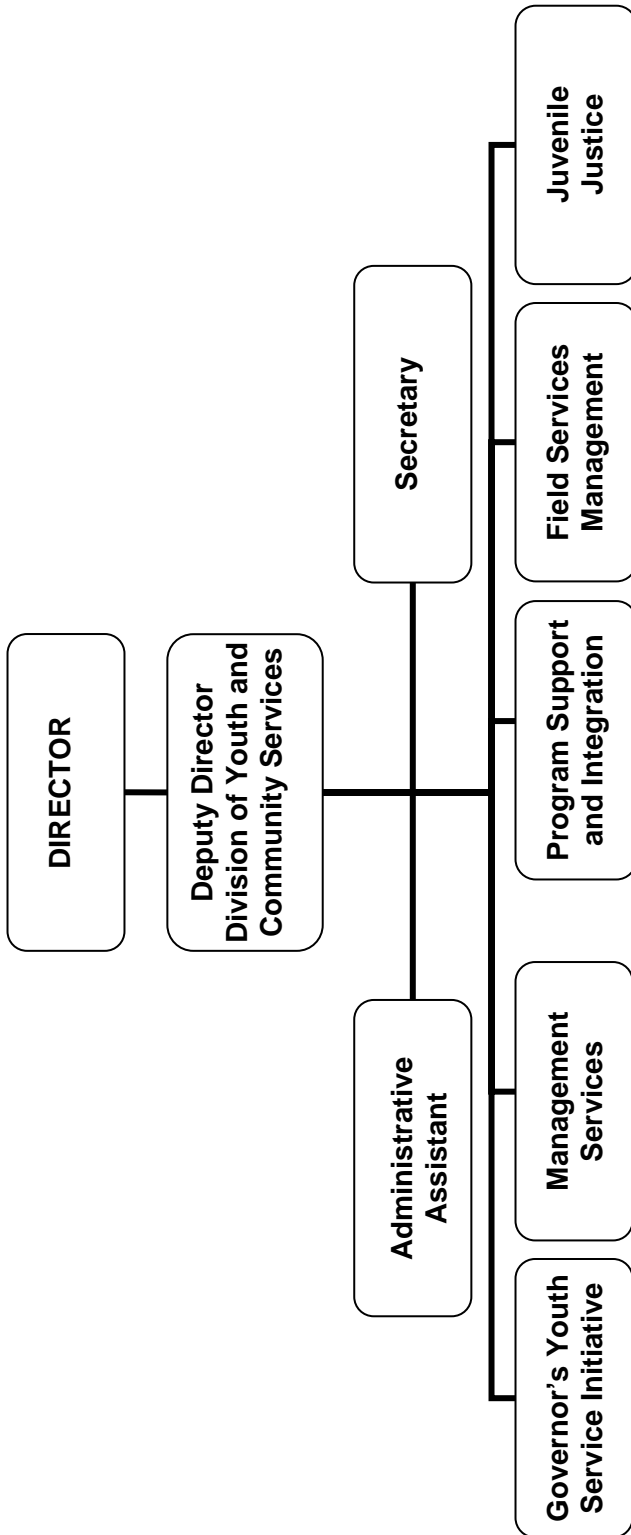 DIRECTOR
Deputy Director
Division of Youth and
Community Services
Administrative
Assistant
Secretary
Governor's Youth
Service Initiative
Management
Services
Program Support
and Integration
Field Services
Management
Juvenile
Justice